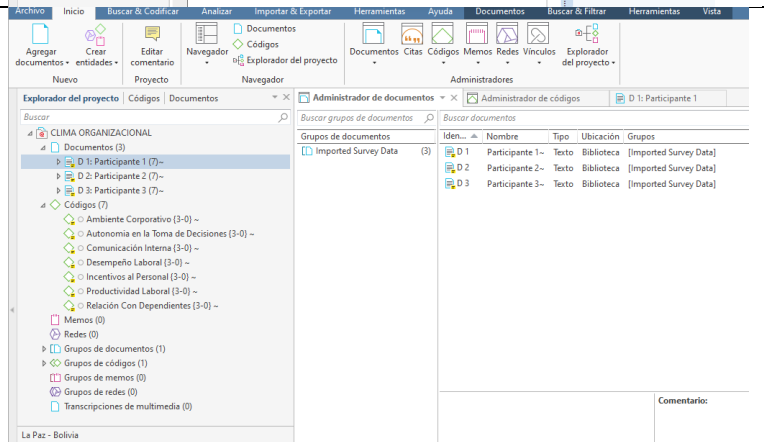 Archivo Inicio Buscar & Codificar Analizar Importar & Exportar Herramientas Ayuda Documentos Buscar & Filtrar Herramientas Vista
Agregar documentos
Crear entidades
Nuevo
Editar comentario
Proyecto
Navegador
Documentos
Códigos
Explorador del proyecto
Navegador
Documentos Citas Códigos Memos Redes Vínculos Explorador del proyecto
Administradores
Explorador del proyecto Códigos Documentos
Buscar
CLIMA ORGANIZACIONAL
Documentos (3)
D 1: Participante 1 (7)~
D 2: Participante 2 (7)~
D 3: Participante 3 (7)~
Códigos (7)
Ambiente Corporativo {3-0} ~
Autonomia en la Toma de Decisiones {3-0} ~
Comunicación Interna {3-0} ~
Desempeño Laboral {3-0} ~
Incentivos al Personal {3-0} ~
Productividad Laboral {3-0} ~
Relación Con Dependientes {3-0} ~
Memos (0)
Redes (0)
Grupos de documentos (1)
Grupos de códigos (1)
Grupos de memos (0)
Grupos de redes (0)
Transcripciones de multimedia (0)
La Paz - Bolivia
Administrador de documentos Administrador de códigos D 1: Participante 1
Buscar grupos de documentos
Grupos de documentos
Imported Survey Data (3)
Buscar documentos
Iden... Nombre Tipo Ubicación Grupos
D 1 Participante 1~ Texto Biblioteca [Imported Survey Data]
D 2 Participante 2~ Texto Biblioteca [Imported Survey Data]
D 3 Participante 3~ Texto Biblioteca [Imported Survey Data]
Comentario: